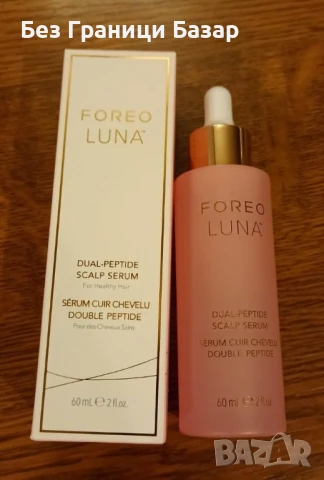 Без Граници Базар
FOREO
LUNA™
DUAL-PEPTIDE
SCALP SERUM
For Healthy Hair
SÉRUM CUIR CHEVELU
DOUBLE PEPTIDE
Pour des Cheveux Sains
60 mL e 2 fl.oz.
FOREO
LUNA™
DUAL-PEPTIDE
SCALP SERUM
SÉRUM CUIR CHEVELU
DOUBLE PEPTIDE
60 mL e 2 fl.oz.
BAZAR